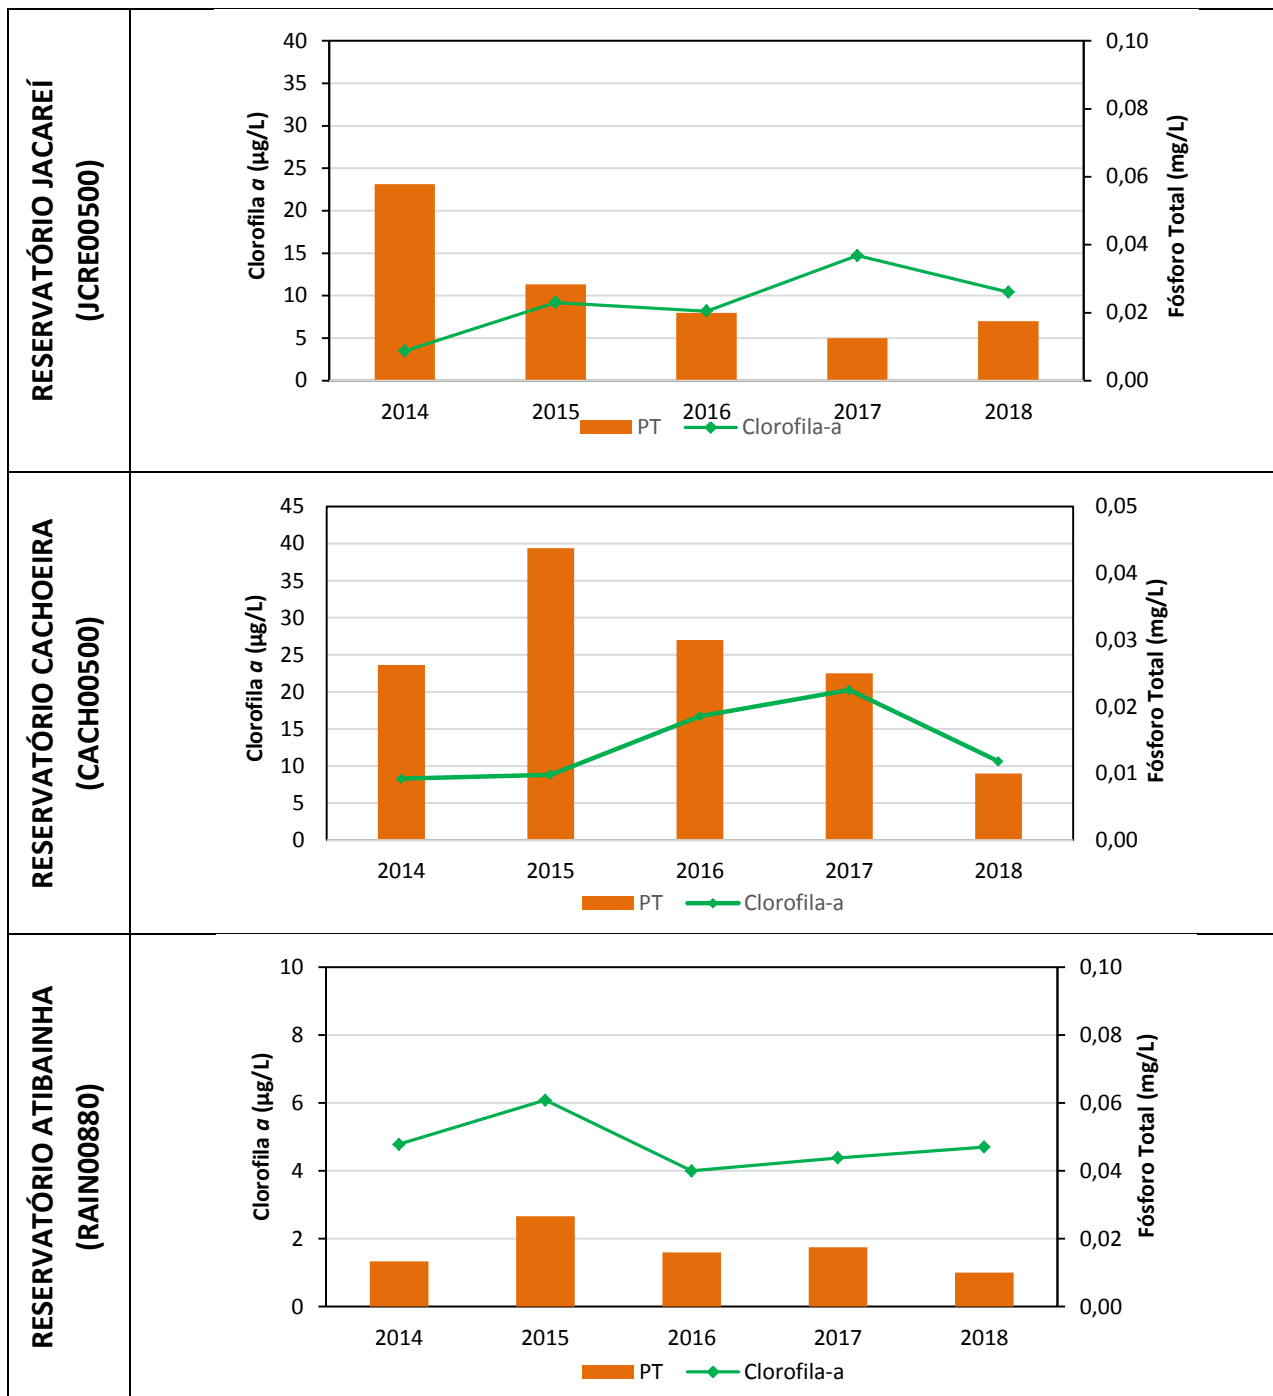 RESERVATÓRIO JACAREÍ
(JCRE00500)
Clorofila a (µg/L)
40
35
30
25
20
15
10
5
0
0,10
0,08
0,06
0,04
0,02
0,00
Fósforo Total (mg/L)
2014 2015 2016 2017 2018
PT Clorofila-a
RESERVATÓRIO CACHOEIRA
(CACH00500)
Clorofila a (µg/L)
45
40
35
30
25
20
15
10
5
0
0,05
0,04
0,03
0,02
0,01
0,00
Fósforo Total (mg/L)
2014 2015 2016 2017 2018
PT Clorofila-a
RESERVATÓRIO ATIBAINHA
(RAIN00880)
Clorofila a (µg/L)
10
8
6
4
2
0
0,10
0,08
0,06
0,04
0,02
0,00
Fósforo Total (mg/L)
2014 2015 2016 2017 2018
PT Clorofila-a